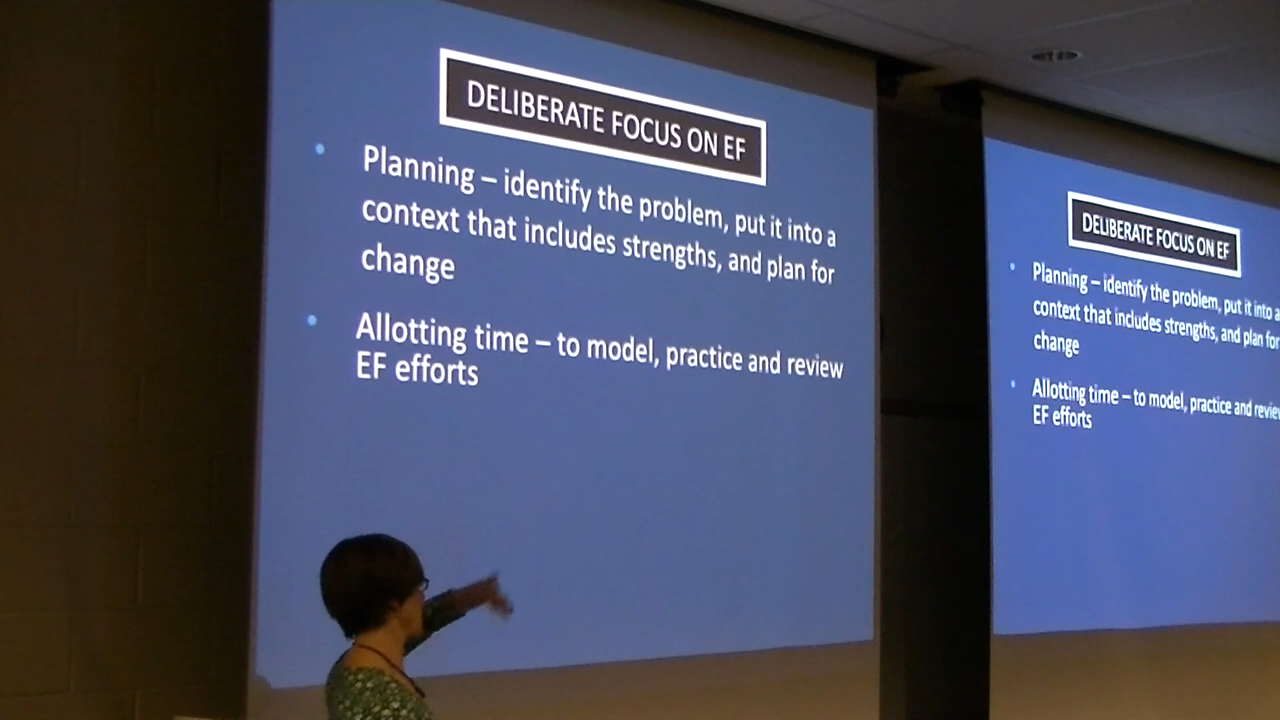 DELIBERATE FOCUS ON EF
• Planning – identify the problem, put it into a
context that includes strengths, and plan for
change
• Allotting time – to model, practice and review
EF efforts
DELIBERATE FOCUS ON EF
• Planning – identify the problem, put it into a
context that includes strengths, and plan for
change
• Allotting time – to model, practice and review
EF efforts